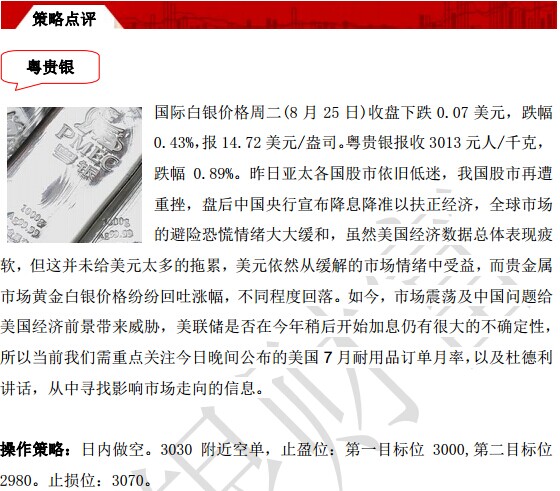 策略点评
粤贵银
PMEC
粤银
1000g
Ag99.99
国际白银价格周二(8 月 25 日)收盘下跌 0.07 美元，跌幅
0.43%,报 14.72 美元/盎司。粤贵银报收 3013 元人/千克，
跌幅 0.89%。昨日亚太各国股市依旧低迷，我国股市再遭
重挫，盘后中国央行宣布降息降准以扶正经济，全球市场
的避险恐慌情绪大大缓和，虽然美国经济数据总体表现疲
软，但这并未给美元太多的拖累，美元依然从缓解的市场情绪中受益，而贵金属
市场黄金白银价格纷纷回吐涨幅，不同程度回落。如今，市场震荡及中国问题给
美国经济前景带来威胁，美联储是否在今年稍后开始加息仍有很大的不确定性，
所以当前我们需重点关注今日晚间公布的美国 7 月耐用品订单月率，以及杜德利
讲话，从中寻找影响市场走向的信息。
操作策略：日内做空。3030 附近空单，止盈位：第一目标位 3000,第二目标位
2980。止损位：3070。